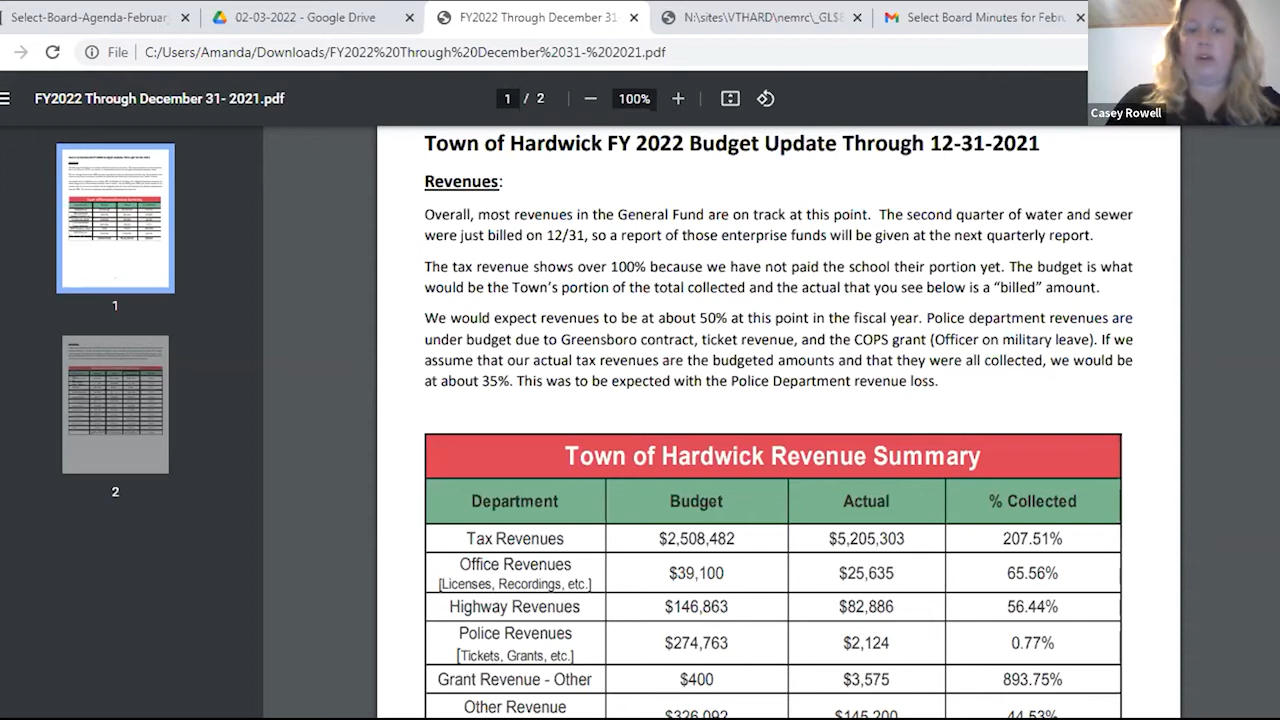 Select-Board-Agenda-Februar
02-03-2022 - Google Drive
FY2022 Through December 31
N:\sites\VTHARD\nemrc\_GL$
Select Board Minutes for Febru
File
C:/Users/Amanda/Downloads/FY2022%20Through%20December%2031-%202021.pdf
Casey Rowell
FY2022 Through December 31- 2021.pdf
1 / 2
100%
1
2
Town of Hardwick FY 2022 Budget Update Through 12-31-2021
Revenues:
Overall, most revenues in the General Fund are on track at this point. The second quarter of water and sewer
were just billed on 12/31, so a report of those enterprise funds will be given at the next quarterly report.
The tax revenue shows over 100% because we have not paid the school their portion yet. The budget is what
would be the Town's portion of the total collected and the actual that you see below is a "billed" amount.
We would expect revenues to be at about 50% at this point in the fiscal year. Police department revenues are
under budget due to Greensboro contract, ticket revenue, and the COPS grant (Officer on military leave). If we
assume that our actual tax revenues are the budgeted amounts and that they were all collected, we would be
at about 35%. This was to be expected with the Police Department revenue loss.
Town of Hardwick Revenue Summary
Department Budget Actual % Collected
Tax Revenues $2,508,482 $5,205,303 207.51%
Office Revenues
[Licenses, Recordings, etc.] $39,100 $25,635 65.56%
Highway Revenues $146,863 $82,886 56.44%
Police Revenues
[Tickets, Grants, etc.] $274,763 $2,124 0.77%
Grant Revenue - Other $400 $3,575 893.75%
Other Revenue $326,092 $145,200 44.53%